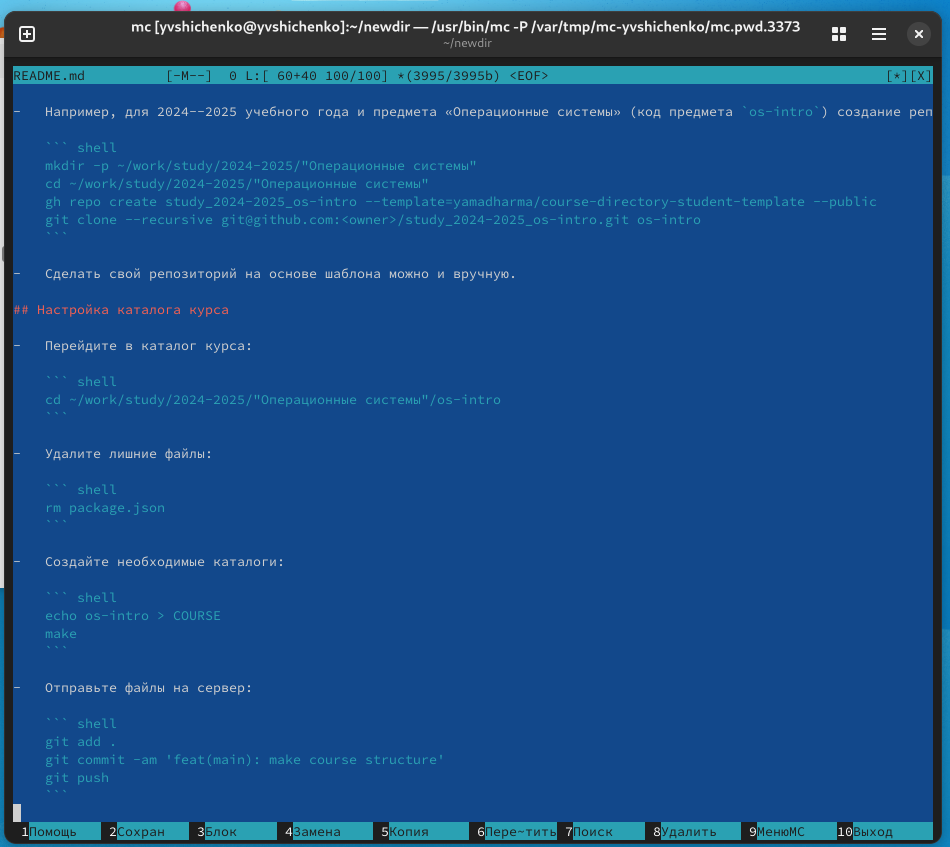 mc [yvshichenko@yvshichenko]:~/newdir — /usr/bin/mc -P /var/tmp/mc-yvshichenko/mc.pwd.3373
~/newdir
README.md [-M--] 0 L:[ 60+40 100/100] *(3995/3995b) <EOF> [*][X]
- Например, для 2024--2025 учебного года и предмета «Операционные системы» (код предмета `os-intro`) создание реп
``` shell
mkdir -p ~/work/study/2024-2025/"Операционные системы"
cd ~/work/study/2024-2025/"Операционные системы"
gh repo create study_2024-2025_os-intro --template=yamadharma/course-directory-student-template --public
git clone --recursive git@github.com:<owner>/study_2024-2025_os-intro.git os-intro
```
- Сделать свой репозиторий на основе шаблона можно и вручную.
## Настройка каталога курса
- Перейдите в каталог курса:
``` shell
cd ~/work/study/2024-2025/"Операционные системы"/os-intro
```
- Удалите лишние файлы:
``` shell
rm package.json
```
- Создайте необходимые каталоги:
``` shell
echo os-intro > COURSE
make
```
- Отправьте файлы на сервер:
``` shell
git add .
git commit -am 'feat(main): make course structure'
git push
```
1Помощь 2Сохран 3Блок 4Замена 5Копия 6Пере~тить 7Поиск 8Удалить 9МенюMC 10Выход